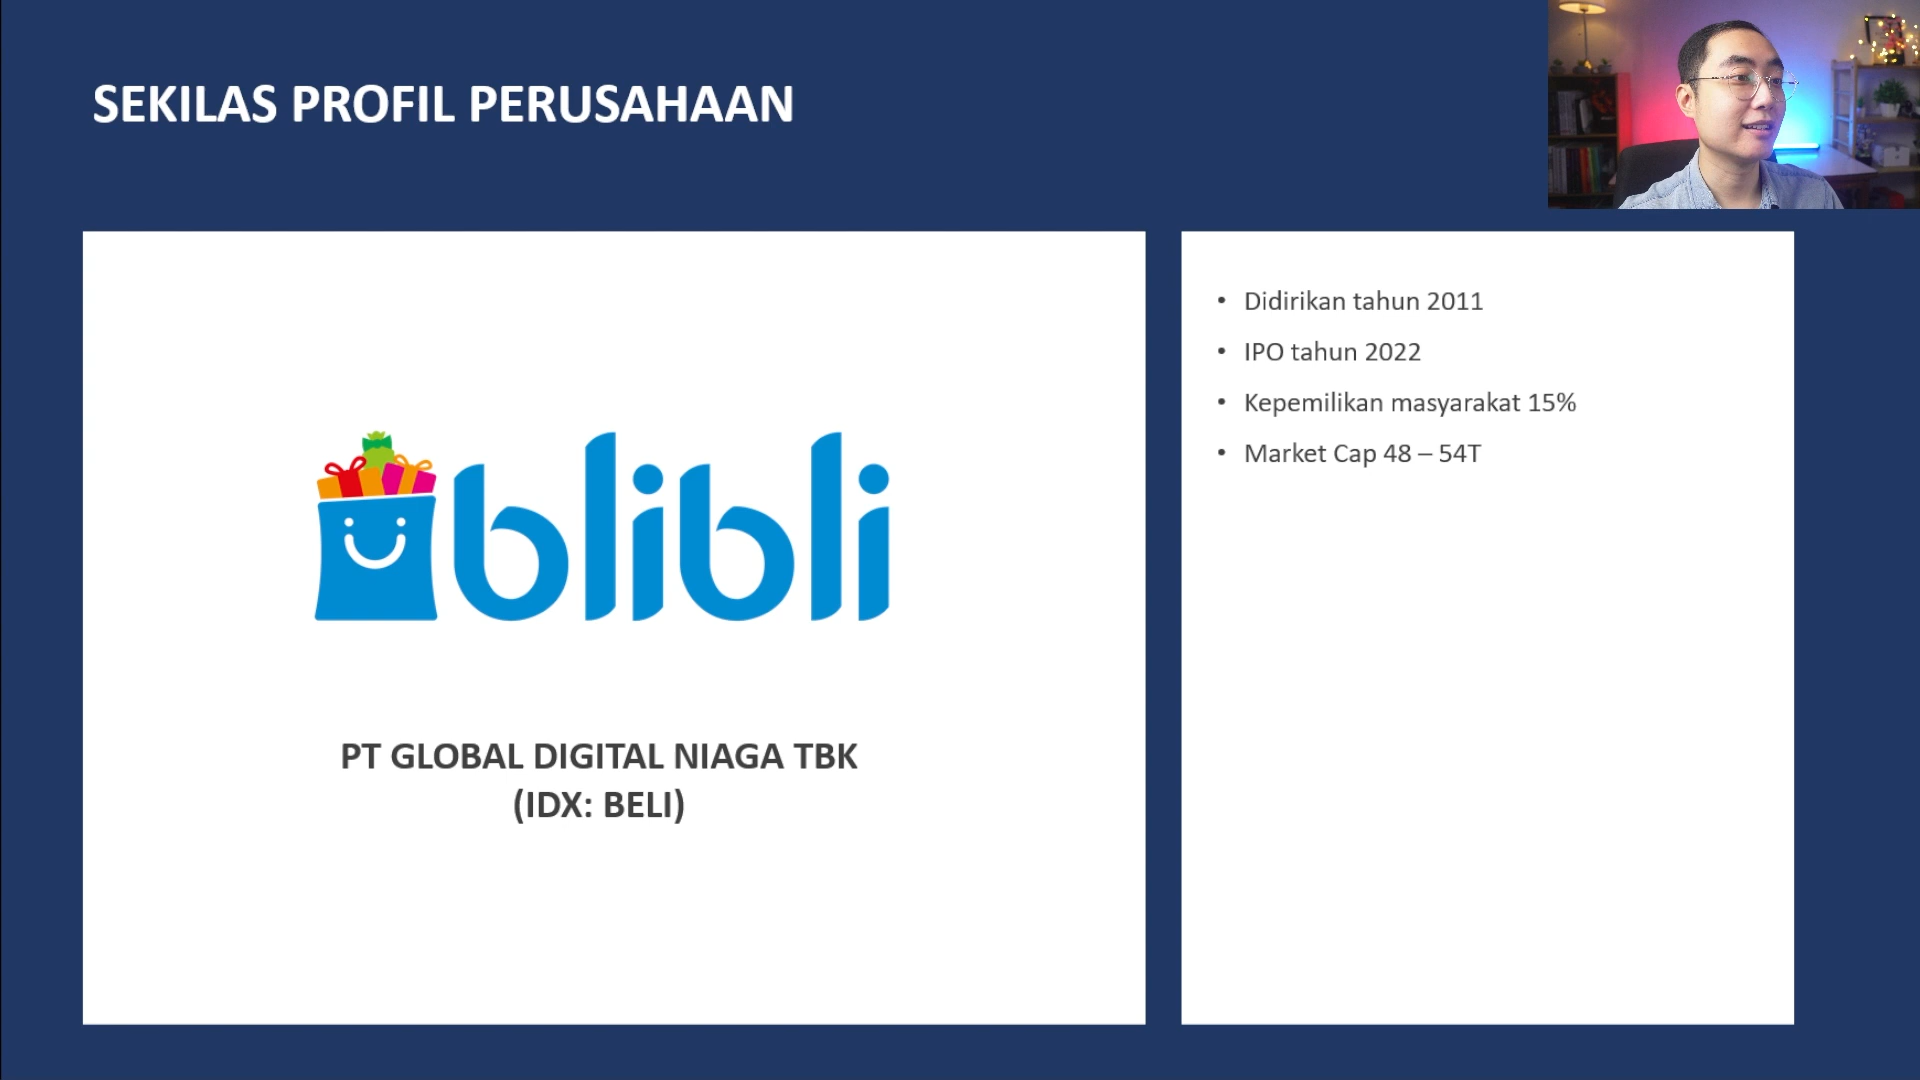 SEKILAS PROFIL PERUSAHAAN
blibli
PT GLOBAL DIGITAL NIAGA TBK
(IDX: BELI)
• Didirikan tahun 2011
• IPO tahun 2022
• Kepemilikan masyarakat 15%
• Market Cap 48 – 54T